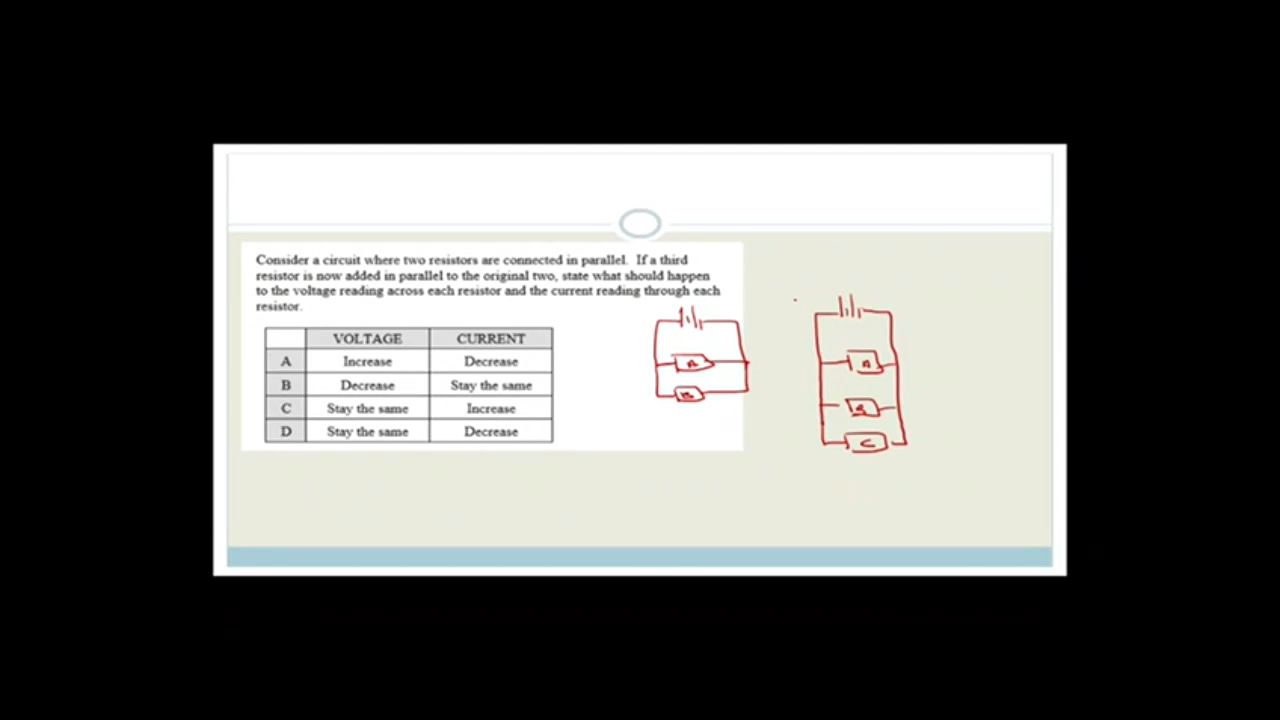 Consider a circuit where two resistors are connected in parallel. If a third
resistor is now added in parallel to the original two, state what should happen
to the voltage reading across each resistor and the current reading through each
resistor.
VOLTAGE CURRENT
A Increase Decrease
B Decrease Stay the same
C Stay the same Increase
D Stay the same Decrease
A
B
A
B
C